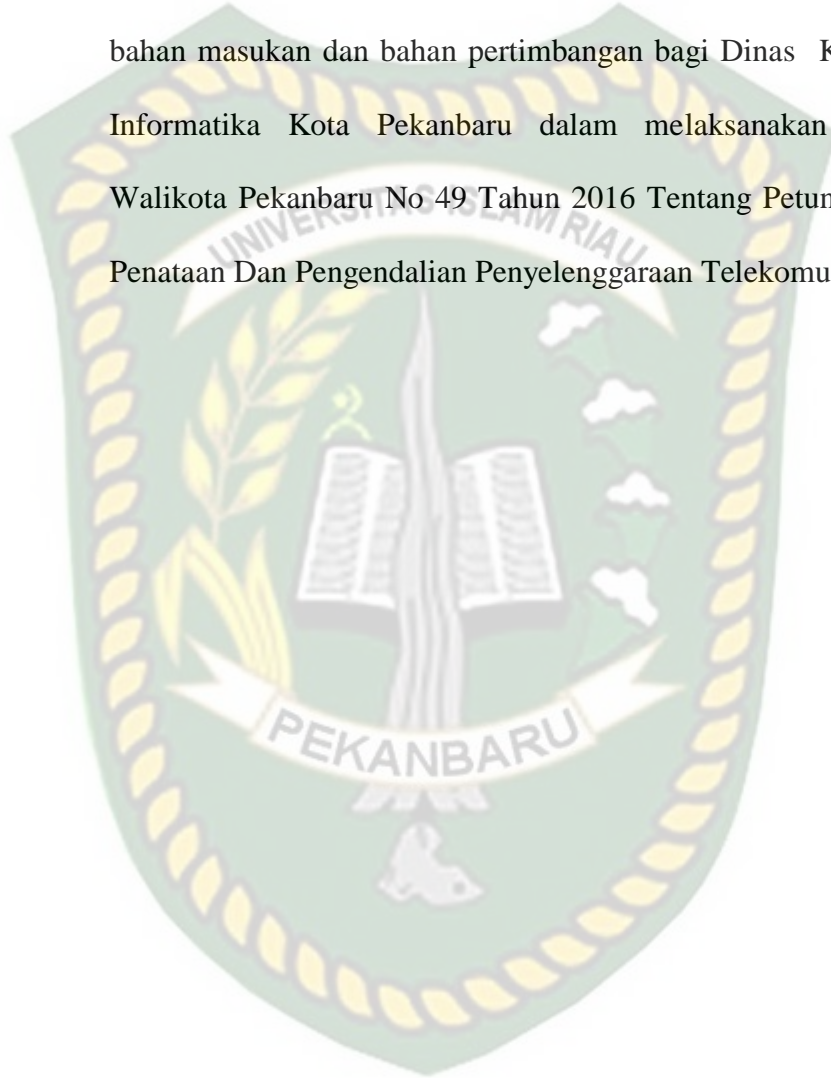 bahan masukan dan bahan pertimbangan bagi Dinas K
Informatika Kota Pekanbaru dalam melaksanakan
Walikota Pekanbaru No 49 Tahun 2016 Tentang Petun
Penataan Dan Pengendalian Penyelenggaraan Telekomu
UNIVERSITAS ISLAM RIAU
PEKANBARU